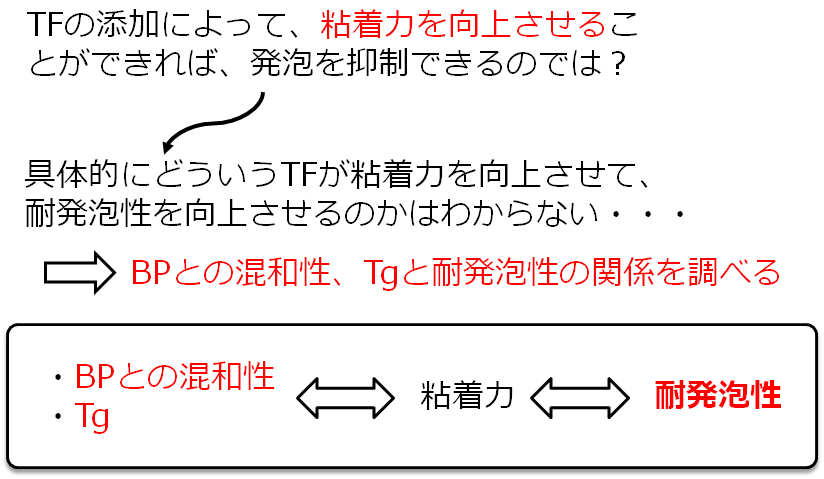 TFの添加によって、粘着力を向上させるこ
とができれば、発泡を抑制できるのでは？
具体的にどういうTFが粘着力を向上させて、
耐発泡性を向上させるのかはわからない・・・
BPとの混和性、Tgと耐発泡性の関係を調べる
・BPとの混和性
・Tg
粘着力
耐発泡性